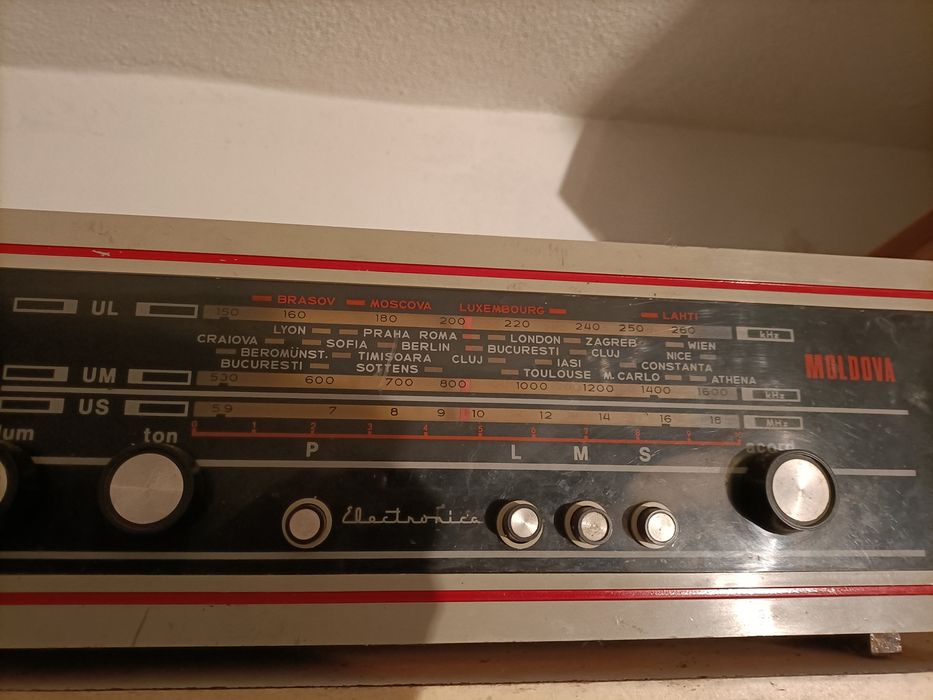 BRASOV MOSCOVA LUXEMBOURG LAHTI
UL 150 160 180 200 220 240 250 260 kHz
LYON PRAHA ROMA LONDON ZAGREB WIEN
CRAIOVA SOFIA BERLIN BUCURESTI CLUJ NICE
BEROMÜNST. TIMISOARA CLUJ IASI CONSTANTA
BUCURESTI SOTTENS TOULOUSE M.CARLO ATHENA
MOLDOVA
UM 530 600 700 800 1000 1200 1400 1600 kHz
US 5.9 7 8 9 10 12 14 16 18 MHz
0 1 2 3 4 5 6 7 8 9 10
lum ton P L M S acord
Electronica